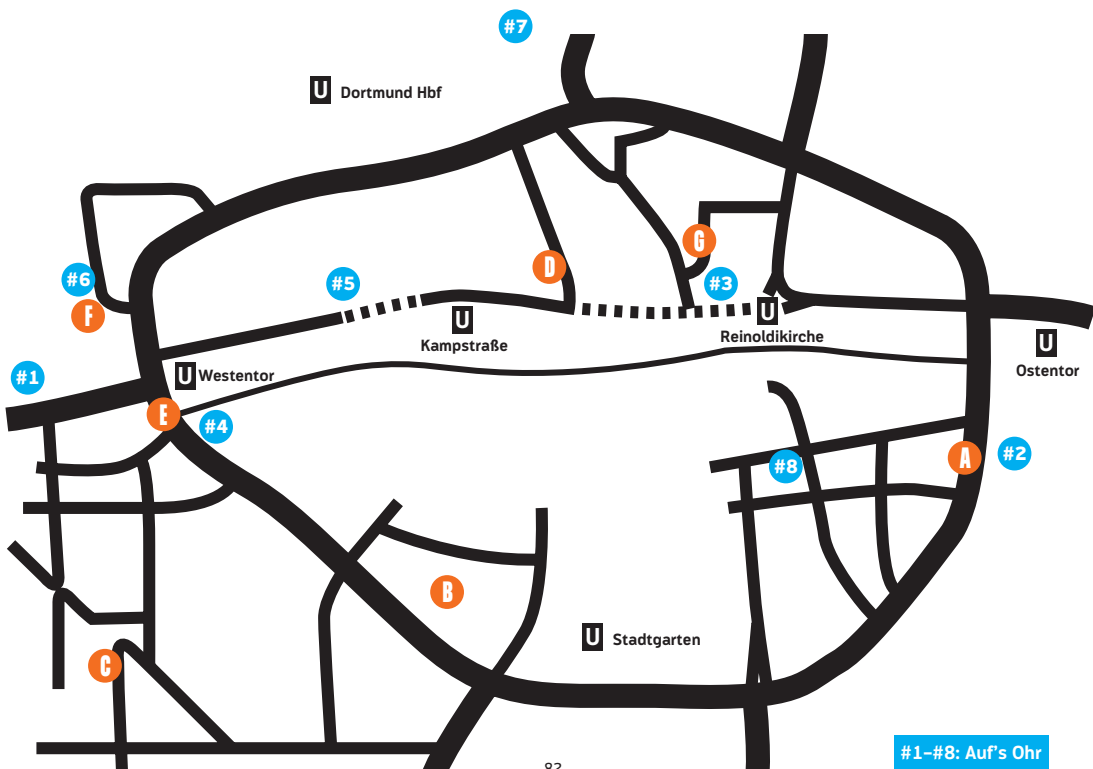 #7
U Dortmund Hbf
G
D
#6
#5
#3
F
U
Kampstraße
U
Reinoldikirche
U
Ostentor
#1
U Westentor
E
#4
A
#2
#8
B
U Stadtgarten
C
82
#1–#8: Auf's Ohr